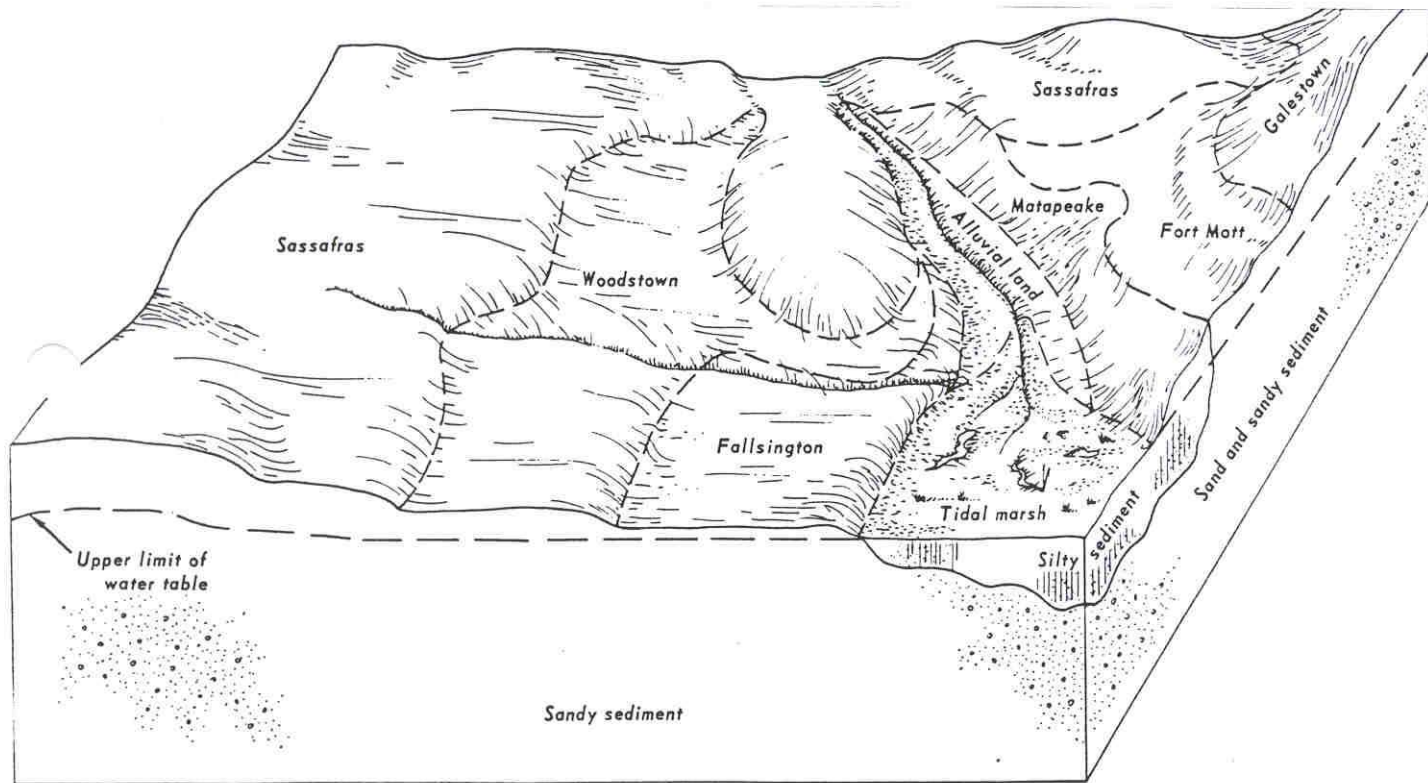 Sassafras
Galestown
Matapeake
Fort Mott
Sassafras
Woodstown
Alluvial land
Fallsington
Tidal marsh
Upper limit of
water table
Silty
sediment
Sand and sandy sediment
Sandy sediment